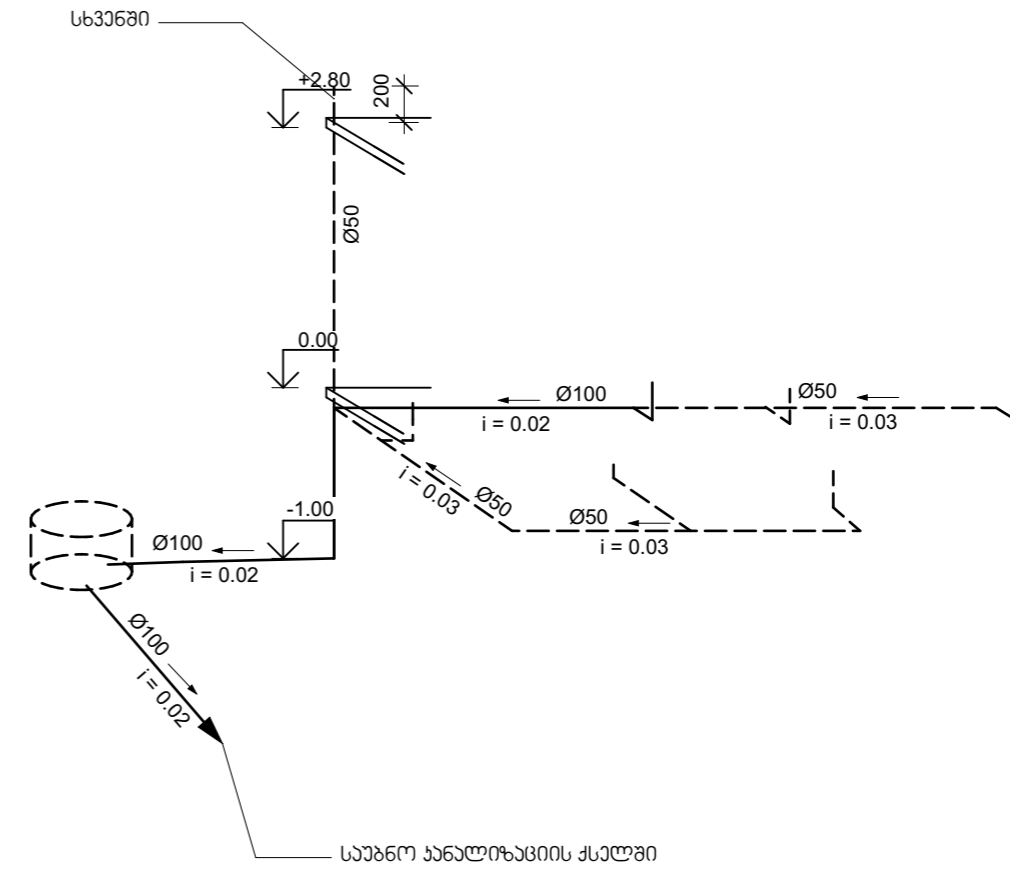 სხვენში
+2.80
200
Ø50
0.00
Ø100
i = 0.02
Ø50
i = 0.03
Ø50
i = 0.03
Ø50
i = 0.03
-1.00
Ø100
i = 0.02
Ø100
i = 0.02
საუბნო კანალიზაციის ქსელში